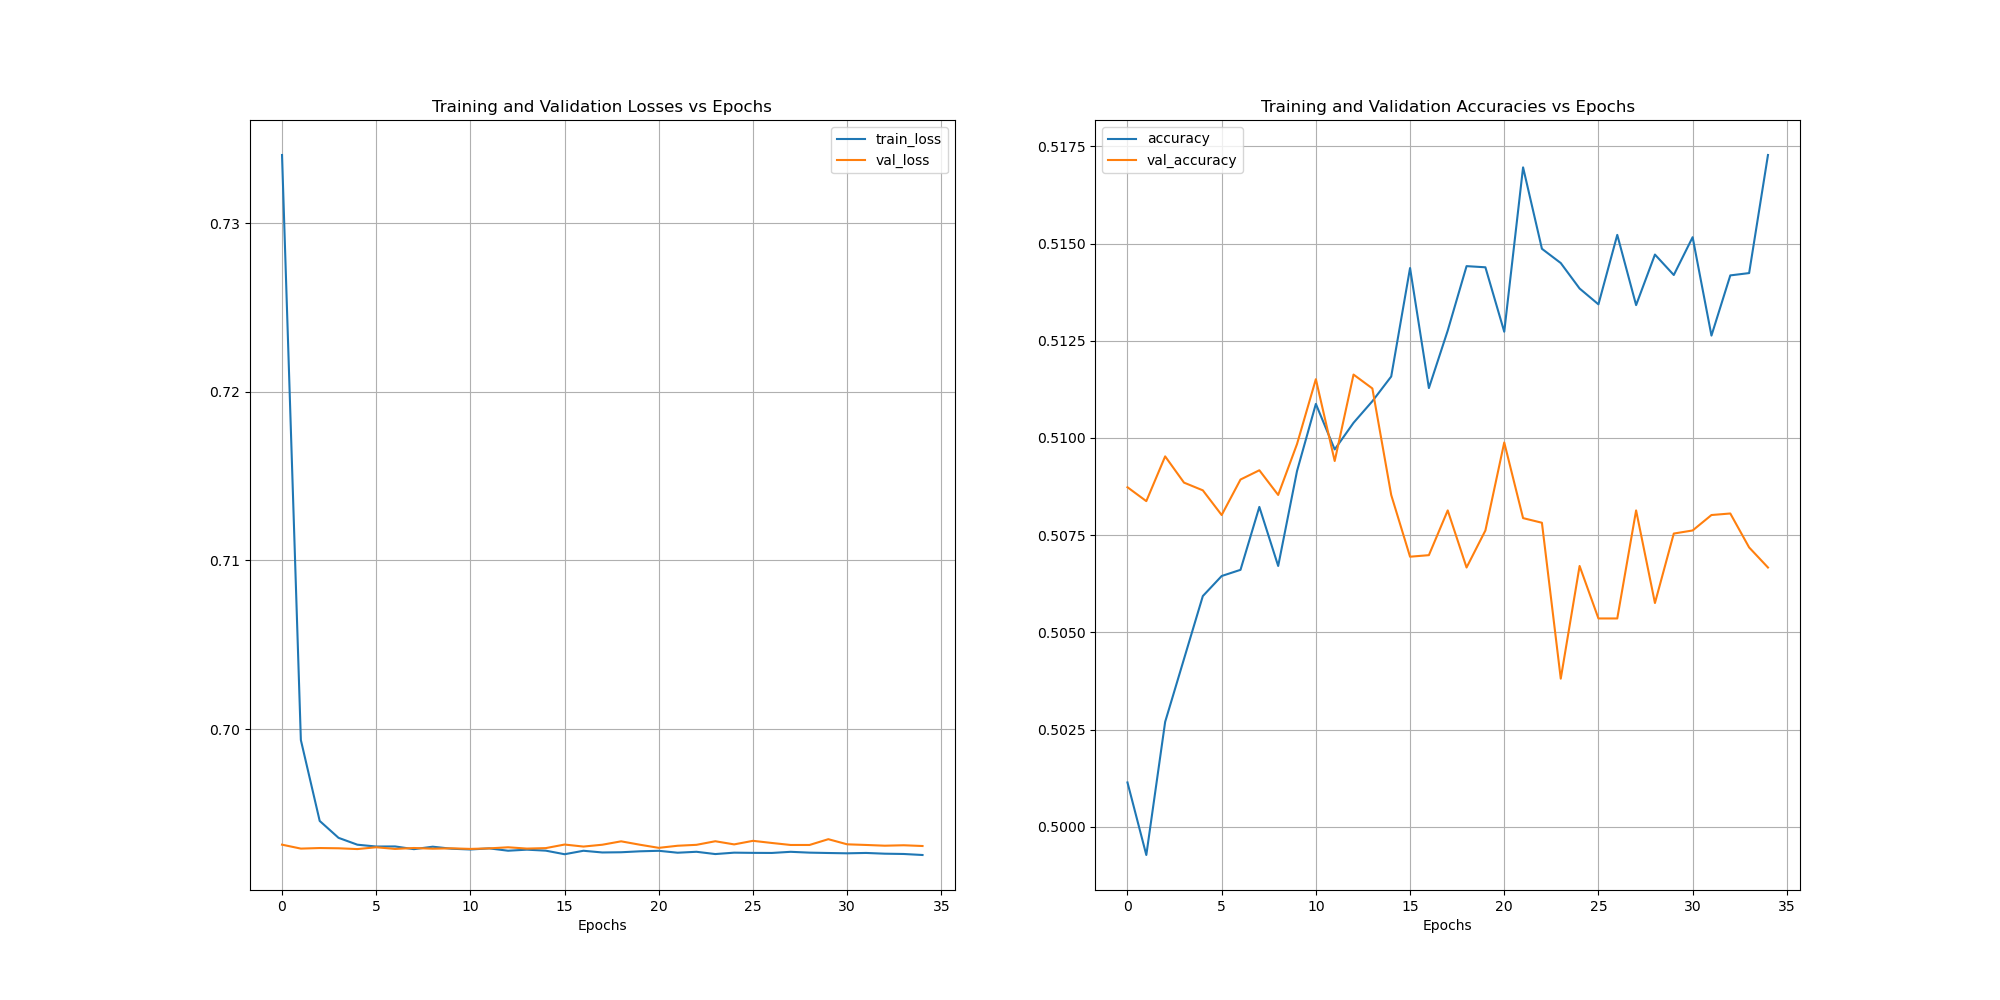 Training and Validation Losses vs Epochs
train_loss
val_loss
0.73
0.72
0.71
0.70
0 5 10 15 20 25 30 35
Epochs
Training and Validation Accuracies vs Epochs
accuracy
val_accuracy
0.5175
0.5150
0.5125
0.5100
0.5075
0.5050
0.5025
0.5000
0 5 10 15 20 25 30 35
Epochs